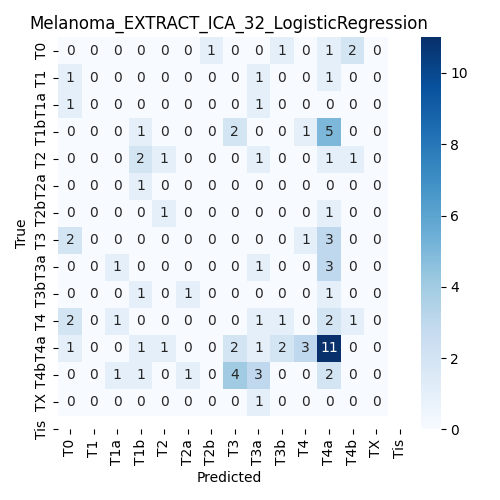 Melanoma_EXTRACT_ICA_32_LogisticRegression
True
T0 0 0 0 0 0 0 1 0 0 1 0 1 2 0
T1 1 0 0 0 0 0 0 0 1 0 0 1 0 0
T1a 1 0 0 0 0 0 0 0 1 0 0 0 0 0
T1b 0 0 0 1 0 0 0 2 0 0 1 5 0 0
T2 0 0 0 2 1 0 0 0 1 0 0 1 1 0
T2a 0 0 0 1 0 0 0 0 0 0 0 0 0 0
T2b 0 0 0 0 1 0 0 0 0 0 0 1 0 0
T3 2 0 0 0 0 0 0 0 0 0 1 3 0 0
T3a 0 0 1 0 0 0 0 0 1 0 0 3 0 0
T3b 0 0 0 1 0 1 0 0 0 0 0 1 0 0
T4 2 0 1 0 0 0 0 0 1 1 0 2 1 0
T4a 1 0 0 1 1 0 0 2 1 2 3 11 0 0
T4b 0 0 1 1 0 1 0 4 3 0 0 2 0 0
TX 0 0 0 0 0 0 0 0 1 0 0 0 0 0
Tis
T0 T1 T1a T1b T2 T2a T2b T3 T3a T3b T4 T4a T4b TX Tis
Predicted
10
8
6
4
2
0